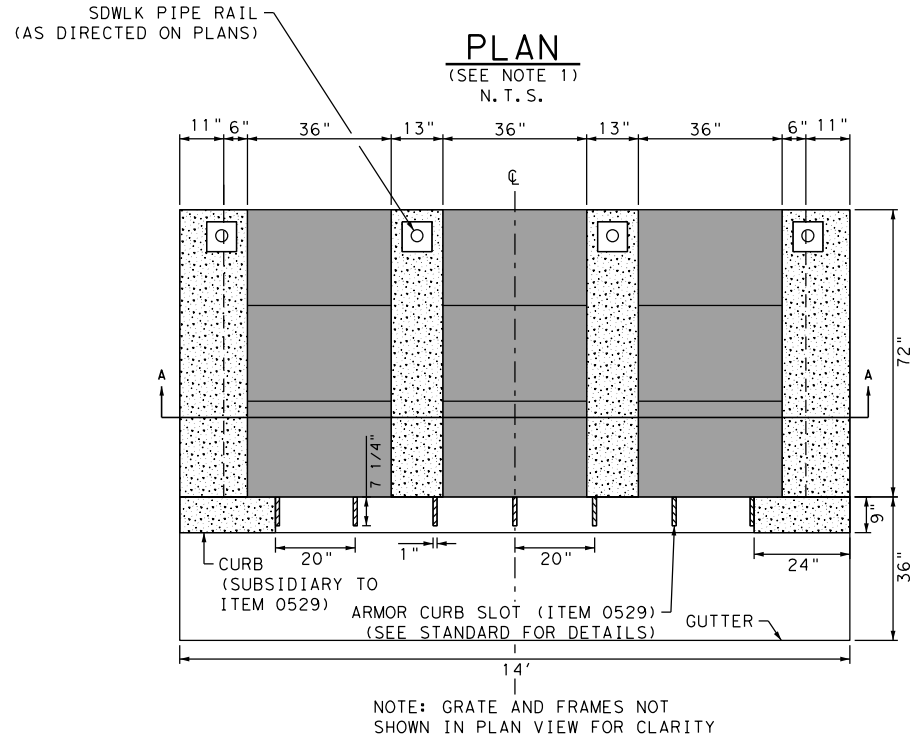 SDWLK PIPE RAIL
(AS DIRECTED ON PLANS)
PLAN
(SEE NOTE 1)
N.T.S.
11" 6" 36" 13" 36" 13" 36" 6" 11"
℄
72"
A A
7 1/4"
9"
20" 1" 20" 24"
36"
CURB
(SUBSIDIARY TO
ITEM 0529)
ARMOR CURB SLOT (ITEM 0529)
(SEE STANDARD FOR DETAILS)
GUTTER
14'
NOTE: GRATE AND FRAMES NOT
SHOWN IN PLAN VIEW FOR CLARITY